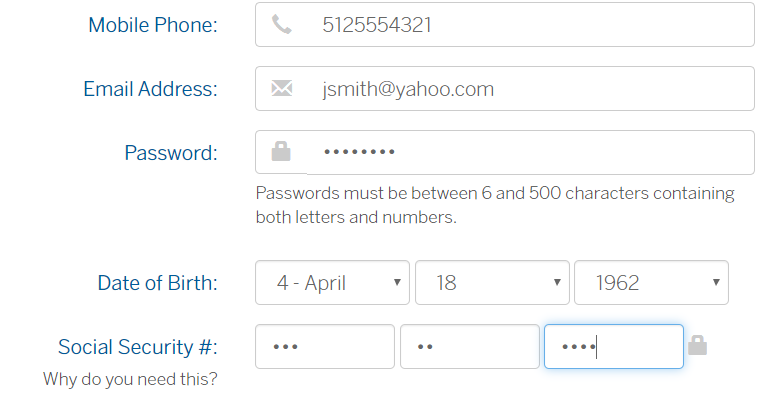 Mobile Phone: 5125554321
Email Address: jsmith@yahoo.com
Password: ••••••••
Passwords must be between 6 and 500 characters containing
both letters and numbers.
Date of Birth: 4 - April 18 1962
Social Security #: ••• •• ••••
Why do you need this?